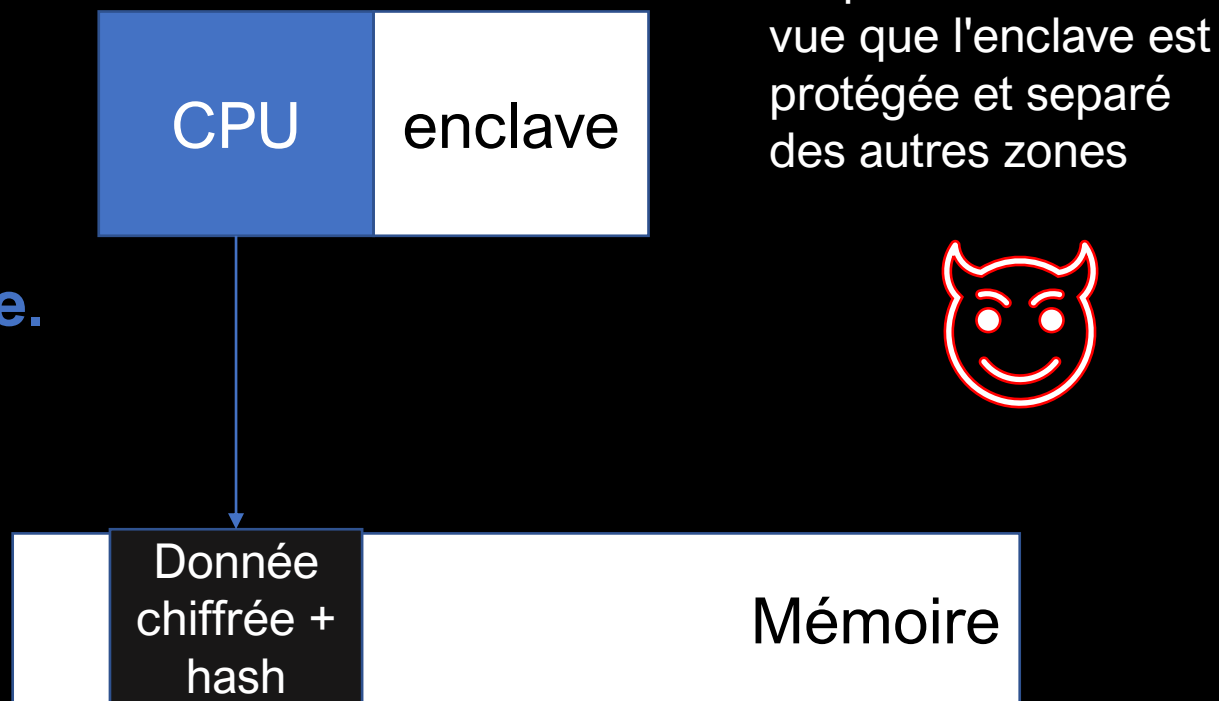 vue que l'enclave est
protégée et separé
des autres zones
CPU
enclave
e.
Donnée
chiffrée +
hash
Mémoire